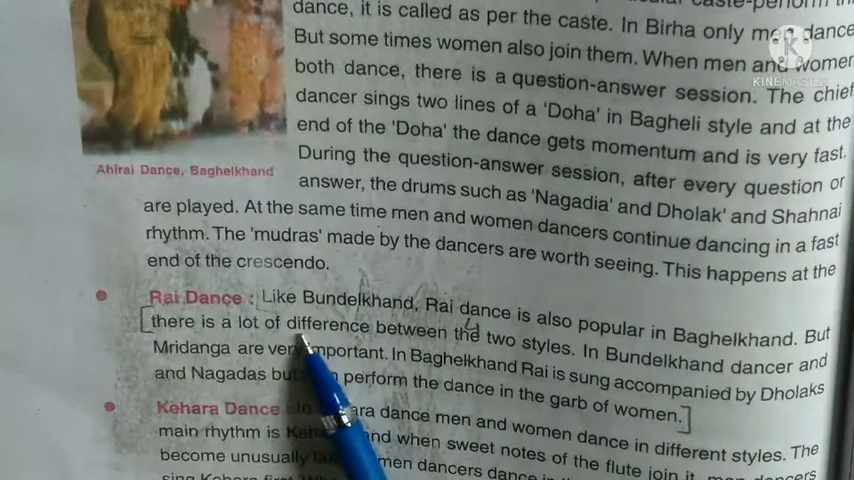 dance, it is called as per the caste. In Birha only men dance
But some times women also join them. When men and women
both dance, there is a question-answer session. The chief
dancer sings two lines of a 'Doha' in Bagheli style and at the
end of the 'Doha' the dance gets momentum and is very fast.
During the question-answer session, after every question or
answer, the drums such as 'Nagadia' and Dholak' and Shahnai
are played. At the same time men and women dancers continue dancing in a fast
rhythm. The 'mudras' made by the dancers are worth seeing. This happens at the
end of the crescendo.
Ahirai Dance, Baghelkhand
Rai Dance : Like Bundelkhand, Rai dance is also popular in Baghelkhand. But
there is a lot of difference between the two styles. In Bundelkhand dancer and
Mridanga are very important. In Baghelkhand Rai is sung accompanied by Dholaks
and Nagadas but perform the dance in the garb of women.
Kehara Dance : In dance men and women dance in different styles. The
main rhythm is and when sweet notes of the flute join it, men dancers
become unusually men dancers dance
sing Kehara first.
KINEMASTER